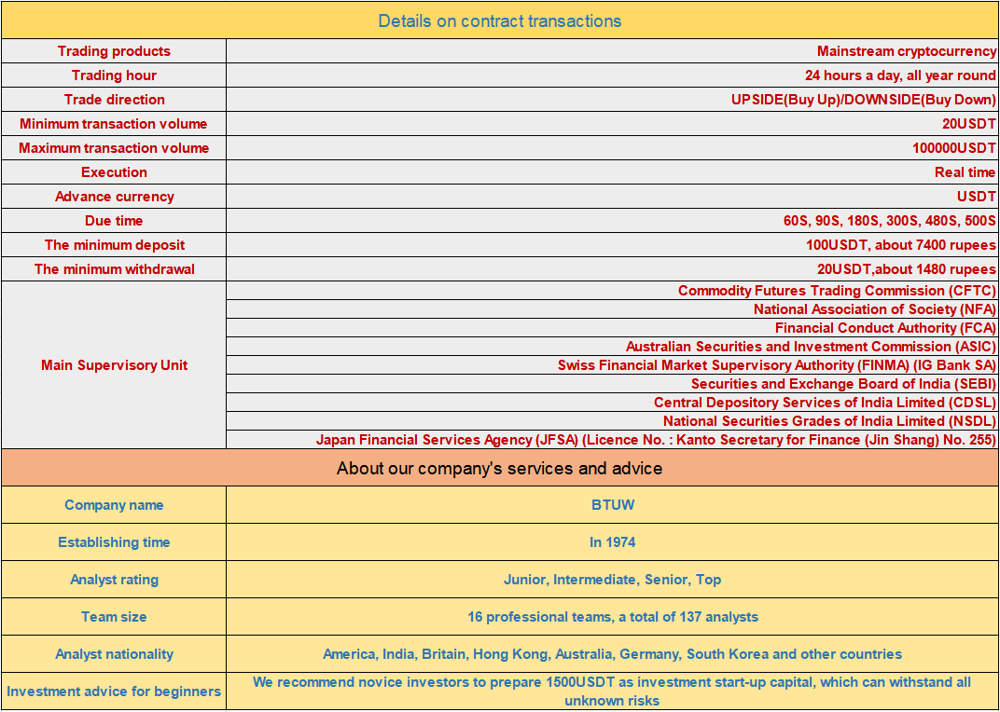 Details on contract transactions
Trading products
Mainstream cryptocurrency
Trading hour
24 hours a day, all year round
Trade direction
UPSIDE(Buy Up)/DOWNSIDE(Buy Down)
Minimum transaction volume
20USDT
Maximum transaction volume
100000USDT
Execution
Real time
Advance currency
USDT
Due time
60S, 90S, 180S, 300S, 480S, 500S
The minimum deposit
100USDT, about 7400 rupees
The minimum withdrawal
20USDT,about 1480 rupees
Main Supervisory Unit
Commodity Futures Trading Commission (CFTC)
National Association of Society (NFA)
Financial Conduct Authority (FCA)
Australian Securities and Investment Commission (ASIC)
Swiss Financial Market Supervisory Authority (FINMA) (IG Bank SA)
Securities and Exchange Board of India (SEBI)
Central Depository Services of India Limited (CDSL)
National Securities Grades of India Limited (NSDL)
Japan Financial Services Agency (JFSA) (Licence No. : Kanto Secretary for Finance (Jin Shang) No. 255)
About our company's services and advice
Company name
BTUW
Establishing time
In 1974
Analyst rating
Junior, Intermediate, Senior, Top
Team size
16 professional teams, a total of 137 analysts
Analyst nationality
America, India, Britain, Hong Kong, Australia, Germany, South Korea and other countries
Investment advice for beginners
We recommend novice investors to prepare 1500USDT as investment start-up capital, which can withstand all
unknown risks